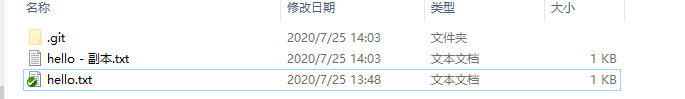 名称 修改日期 类型 大小
.git 2020/7/25 14:03 文件夹
hello - 副本.txt 2020/7/25 14:03 文本文档 1 KB
hello.txt 2020/7/25 13:48 文本文档 1 KB